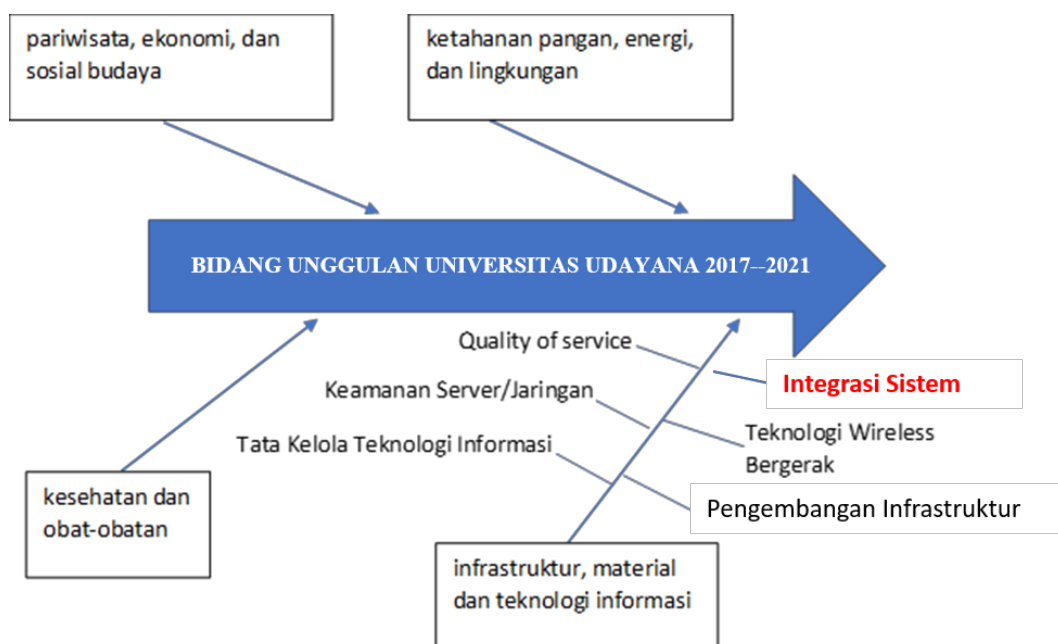 pariwisata, ekonomi, dan
sosial budaya
ketahanan pangan, energi,
dan lingkungan
BIDANG UNGGULAN UNIVERSITAS UDAYANA 2017--2021
Quality of service
Integrasi Sistem
Keamanan Server/Jaringan
Teknologi Wireless
Bergerak
Tata Kelola Teknologi Informasi
Pengembangan Infrastruktur
kesehatan dan
obat-obatan
infrastruktur, material
dan teknologi informasi